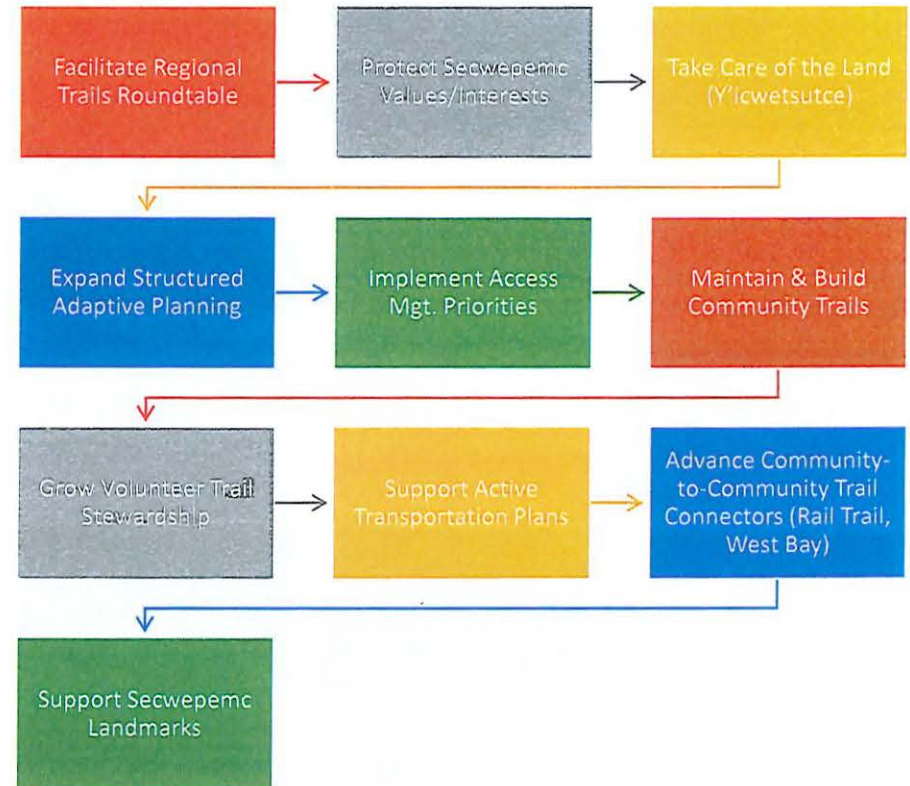 Facilitate Regional
Trails Roundtable
Protect Secwepemc
Values/Interests
Take Care of the Land
(Y'icwetsutce)
Expand Structured
Adaptive Planning
Implement Access
Mgt. Priorities
Maintain & Build
Community Trails
Grow Volunteer Trail
Stewardship
Support Active
Transportation Plans
Advance Community-
to-Community Trail
Connectors (Rail Trail,
West Bay)
Support Secwepemc
Landmarks